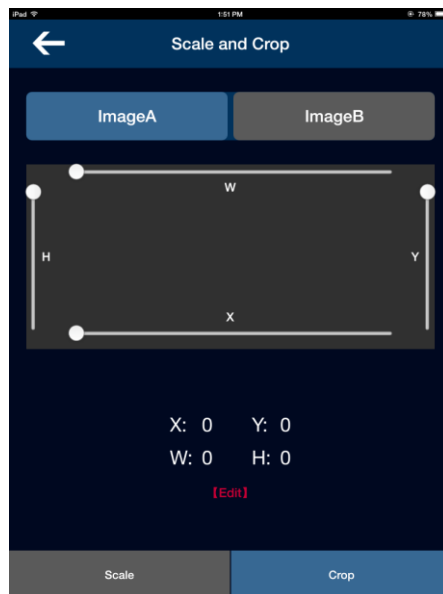 iPad 1:51 PM 78%
Scale and Crop
ImageA ImageB
W
H Y
X
X: 0 Y: 0
W: 0 H: 0
【Edit】
Scale Crop